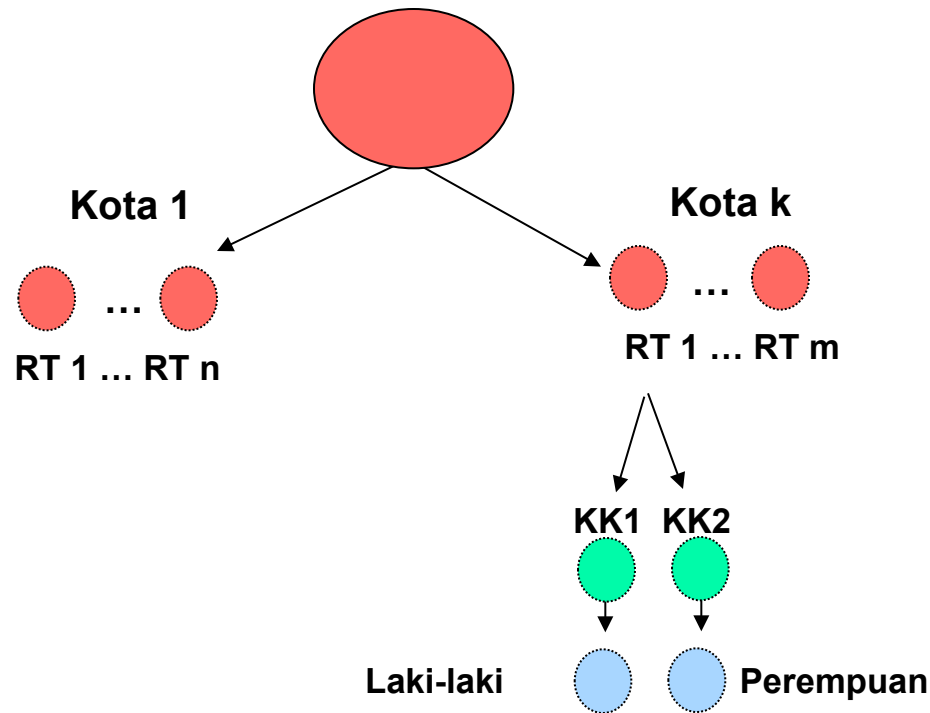 Kota 1
Kota k
...
...
RT 1 ... RT n
RT 1 ... RT m
KK1 KK2
Laki-laki
Perempuan